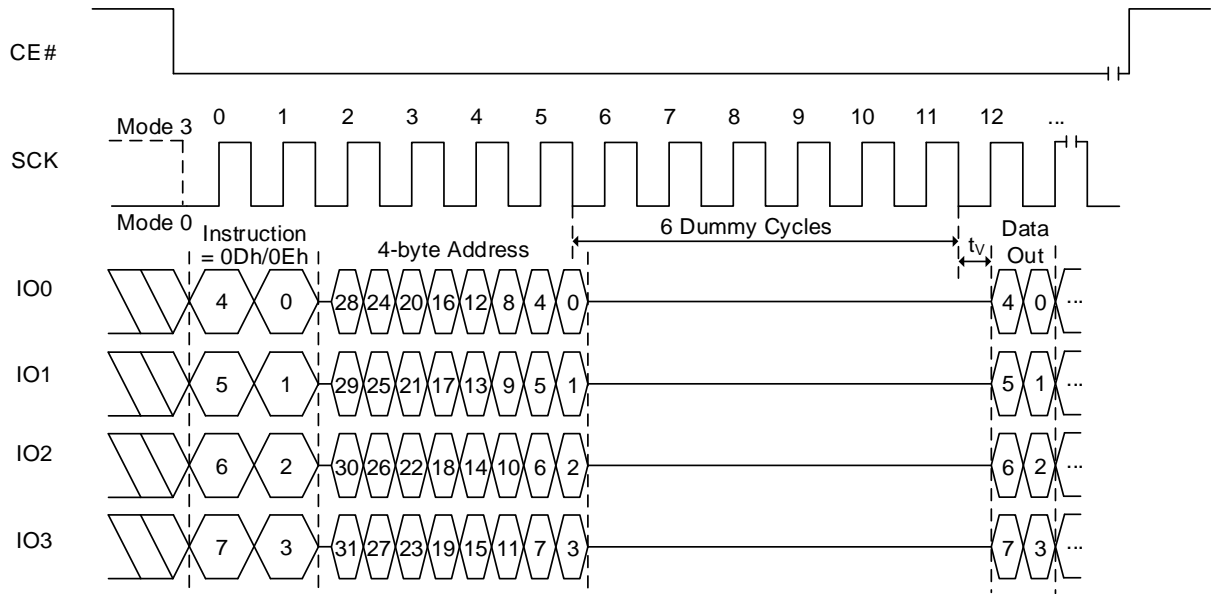 CE#
0 1 2 3 4 5 6 7 8 9 10 11 12 ...
Mode 3
SCK
Mode 0
Instruction
= 0Dh/0Eh
4-byte Address
6 Dummy Cycles
tV
Data
Out
IO0 4 0 28 24 20 16 12 8 4 0 4 0 ...
IO1 5 1 29 25 21 17 13 9 5 1 5 1 ...
IO2 6 2 30 26 22 18 14 10 6 2 6 2 ...
IO3 7 3 31 27 23 19 15 11 7 3 7 3 ...